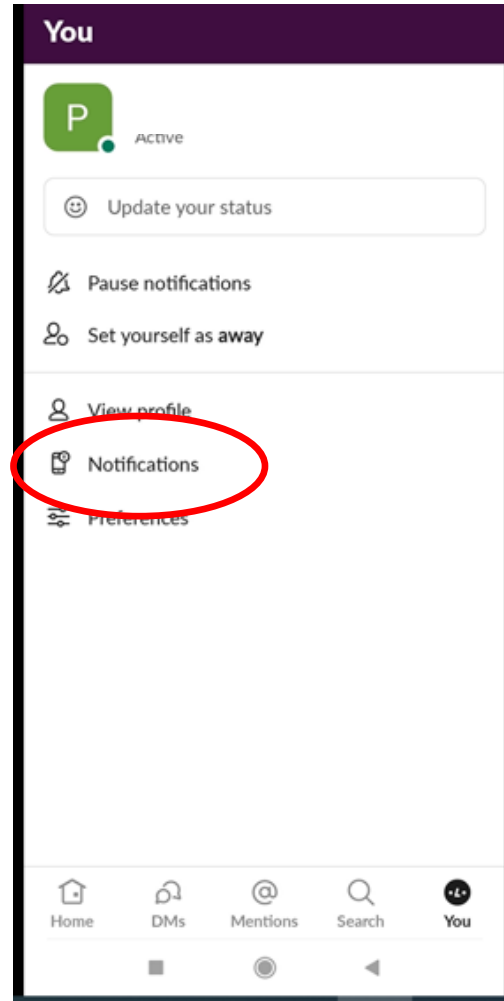 You
P
Active
Update your status
Pause notifications
Set yourself as away
View profile
Notifications
Preferences
Home DMs Mentions Search You